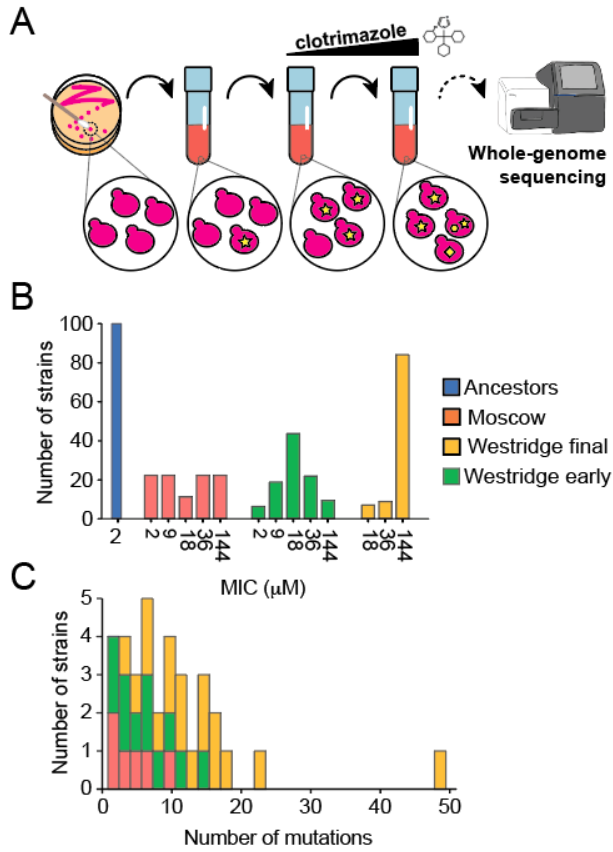 A
clotrimazole
Whole-genome
sequencing
B
Number of strains
100
80
60
40
20
0
2
2
9
18
36
144
2
9
18
36
144
18
36
144
MIC (μM)
Ancestors
Moscow
Westridge final
Westridge early
C
Number of strains
5
4
3
2
1
0
0
10
20
30
40
50
Number of mutations